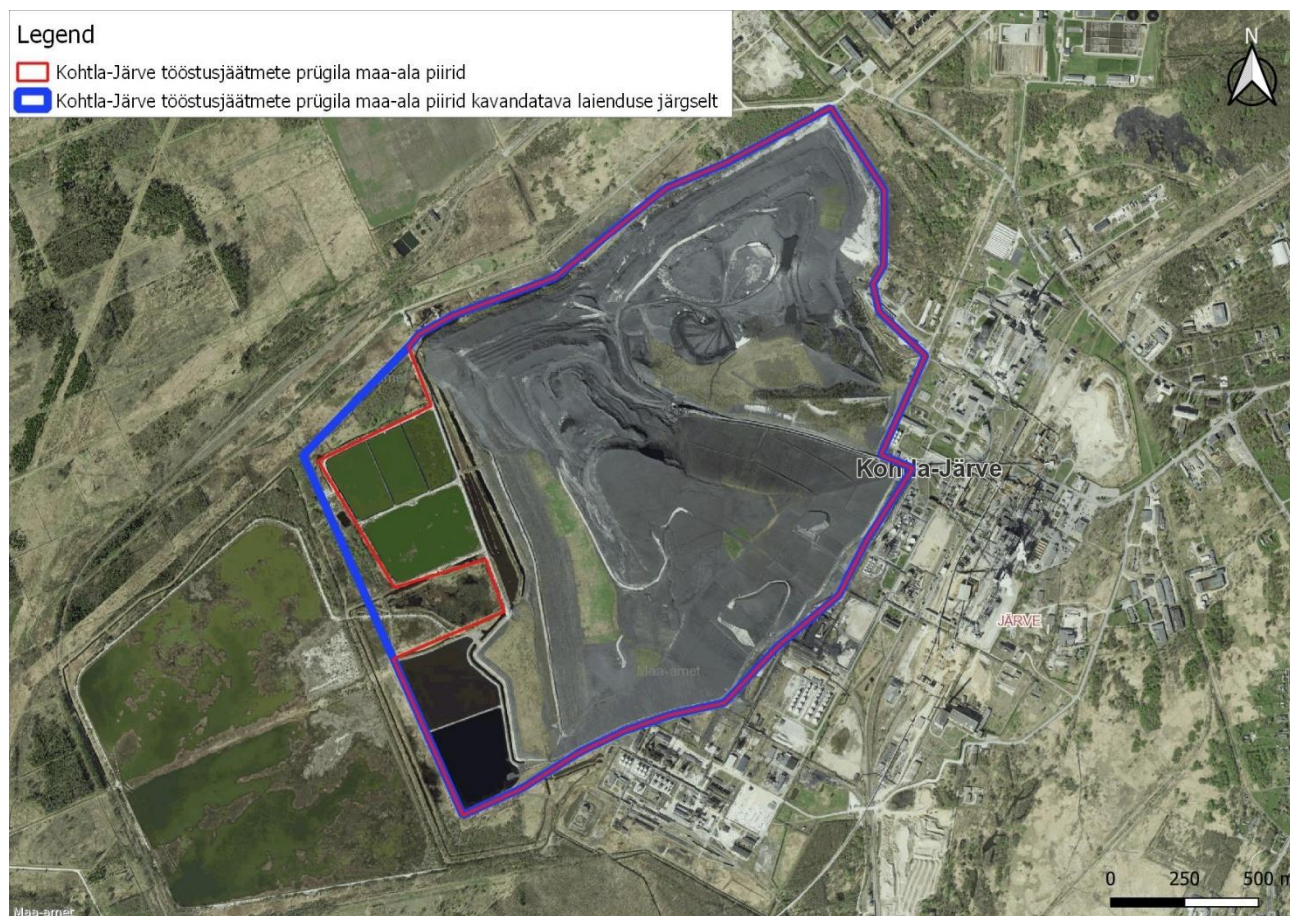 Legend
Kohtla-Järve tööstusjäätmete prügila maa-ala piirid
Kohtla-Järve tööstusjäätmete prügila maa-ala piirid kavandatava laienduse järgselt
N
Kohtla-Järve
JÄRVE
Maa-amet
0 250 500 m
Maa-amet